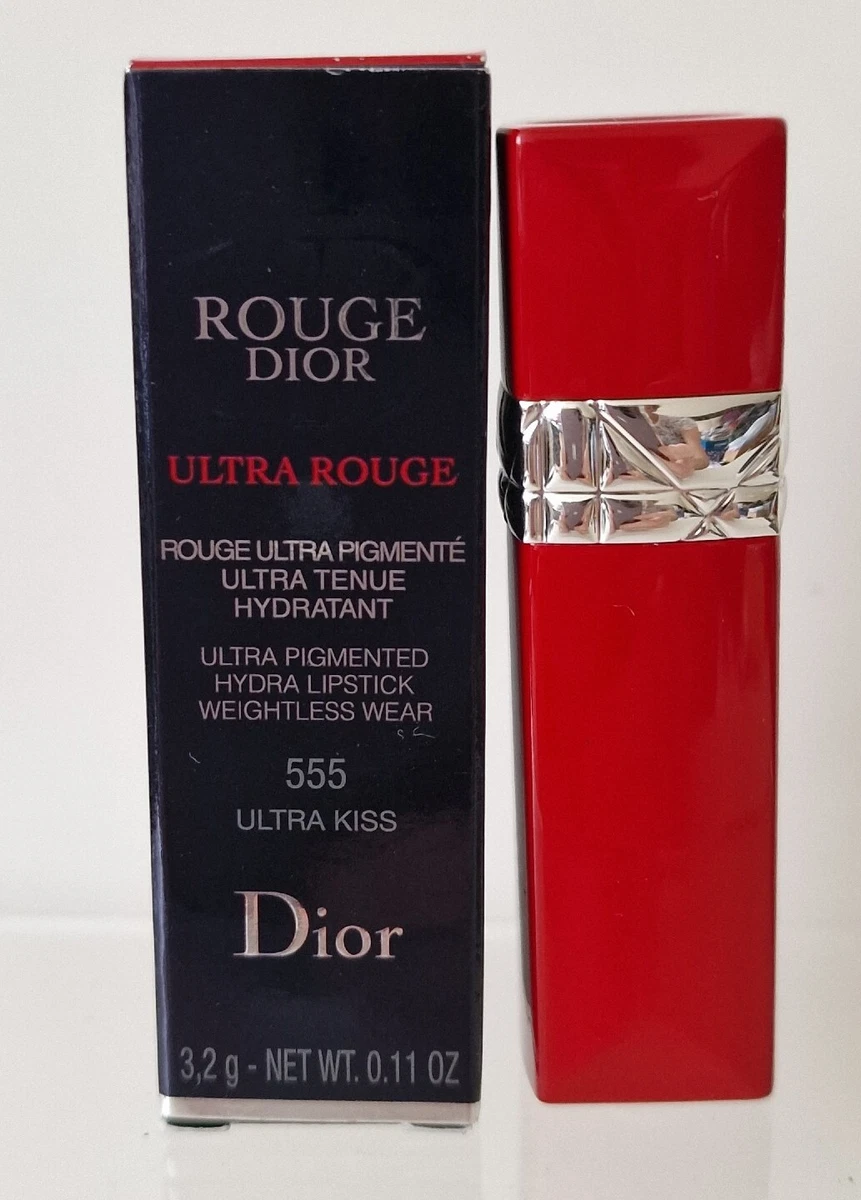 ROUGE
DIOR
ULTRA ROUGE
ROUGE ULTRA PIGMENTÉ
ULTRA TENUE
HYDRATANT
ULTRA PIGMENTED
HYDRA LIPSTICK
WEIGHTLESS WEAR
555
ULTRA KISS
Dior
3,2 g - NET WT. 0.11 OZ